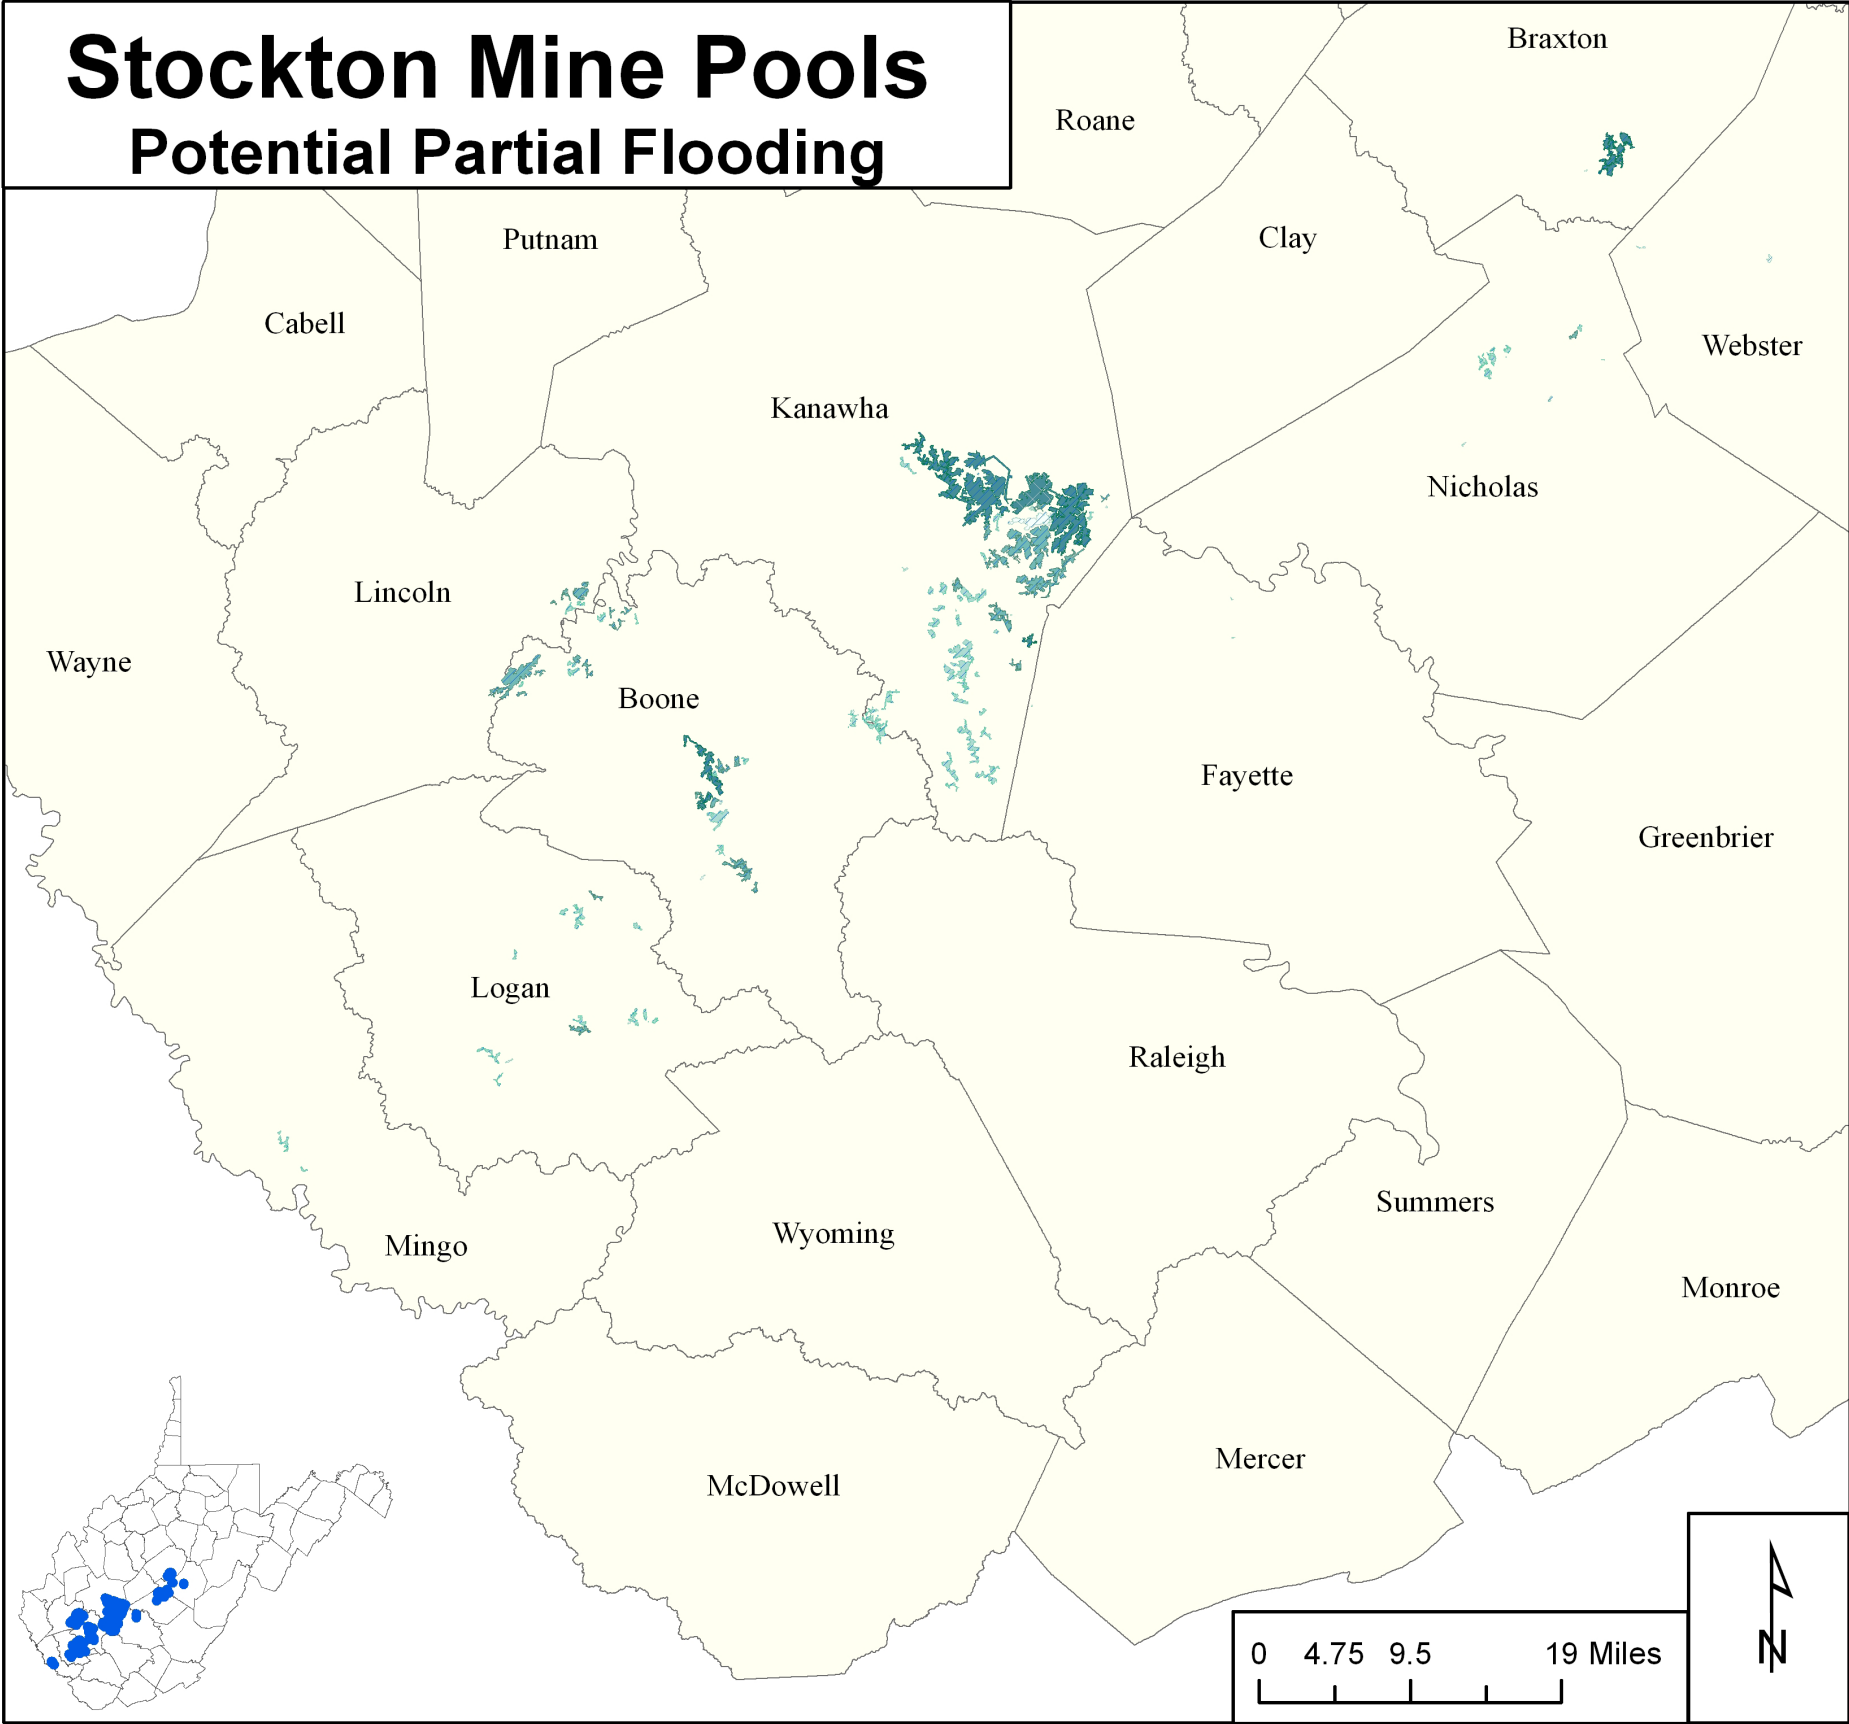 Stockton Mine Pools
Potential Partial Flooding
Braxton
Roane
Clay
Putnam
Cabell
Webster
Kanawha
Nicholas
Lincoln
Wayne
Boone
Fayette
Greenbrier
Logan
Raleigh
Summers
Wyoming
Mingo
Monroe
Mercer
McDowell
0 4.75 9.5 19 Miles
N